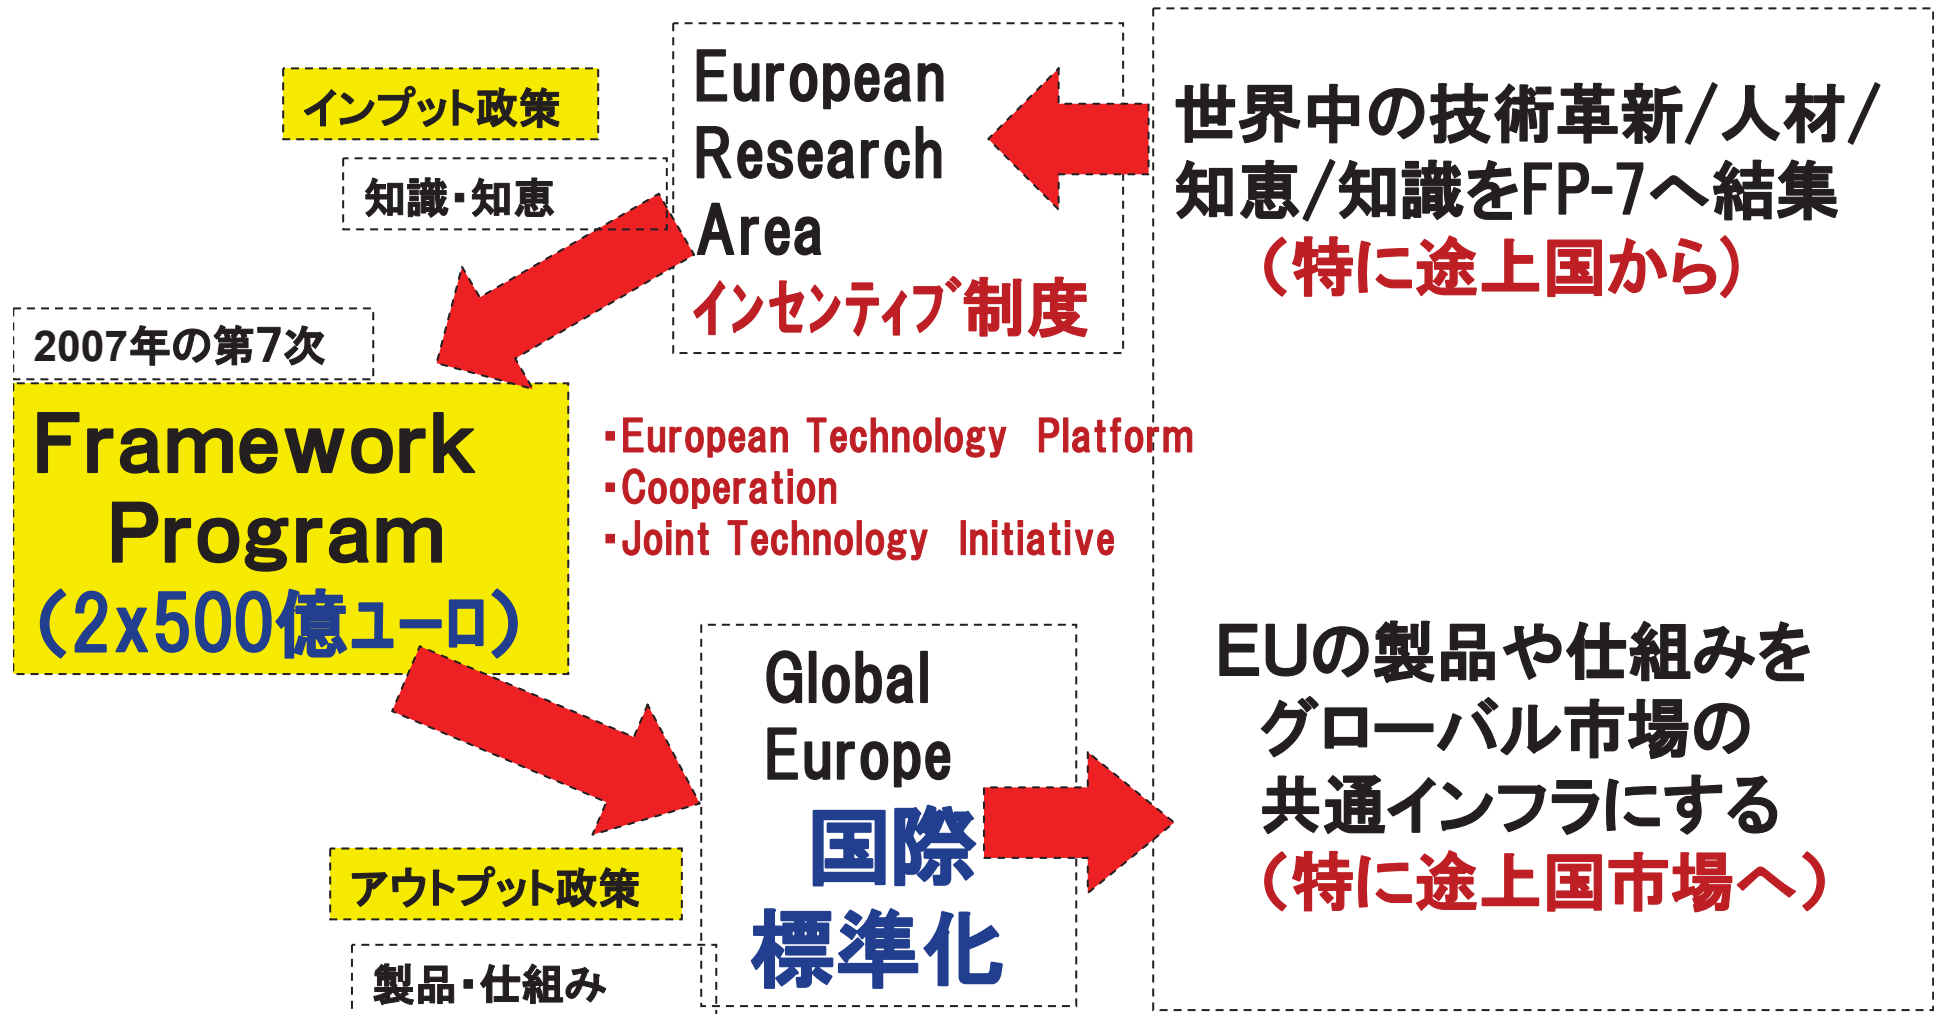 インプット政策
知識・知恵
European
Research
Area
インセンティブ制度
世界中の技術革新/人材/
知恵/知識をFP-7へ結集
（特に途上国から）
2007年の第7次
Framework
Program
（2x500億ユーロ）
・European Technology Platform
・Cooperation
・Joint Technology Initiative
アウトプット政策
製品・仕組み
Global
Europe
国際
標準化
EUの製品や仕組みを
グローバル市場の
共通インフラにする
（特に途上国市場へ）